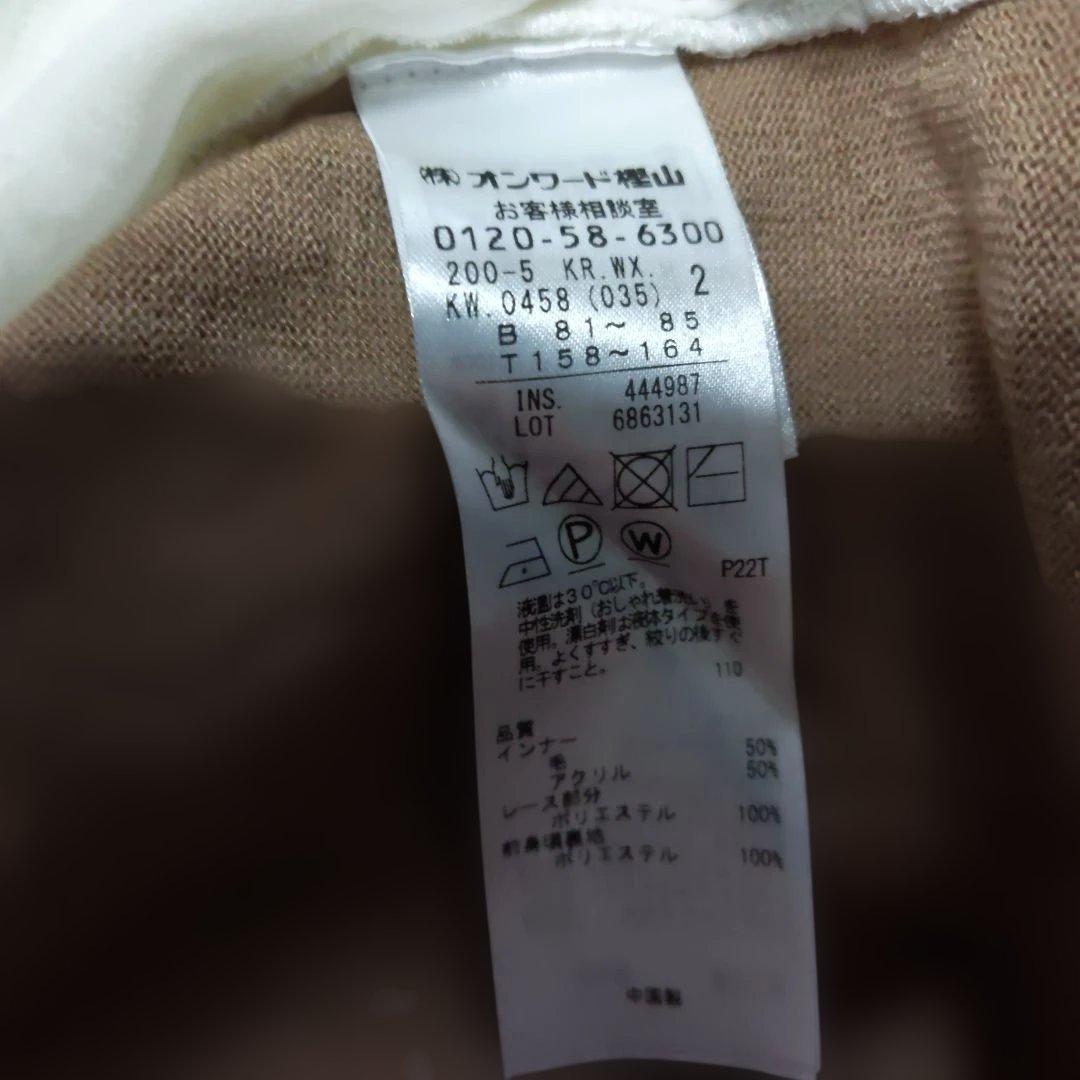 (株)オンワード樫山
お客様相談室
0120-58-6300
200-5 KR.WX. 2
KW.0458 (035)
B 81～ 85
T 158～164
INS. 444987
LOT 6863131
P
W
P22T
液温は30℃以下。
中性洗剤（おしゃれ着洗い）を
使用。漂白剤は液体タイプを使
用。よくすすぎ、絞りの後すぐ
に干すこと。
110
品質
インナー
毛 50%
アクリル 50%
レース部分
ポリエステル 100%
前身頃裏地
ポリエステル 100%
中国製